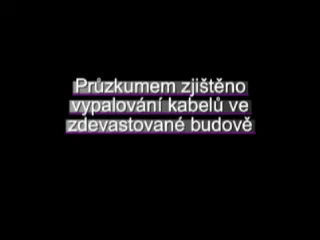 Průzkumem zjištěno
vypalování kabelů ve
zdevastované budově